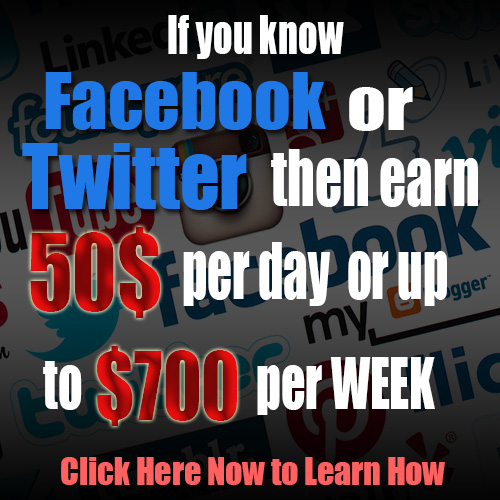 If you know
Facebook or
Twitter then earn
50$ per day or up
to $700 per WEEK
Click Here Now to Learn How